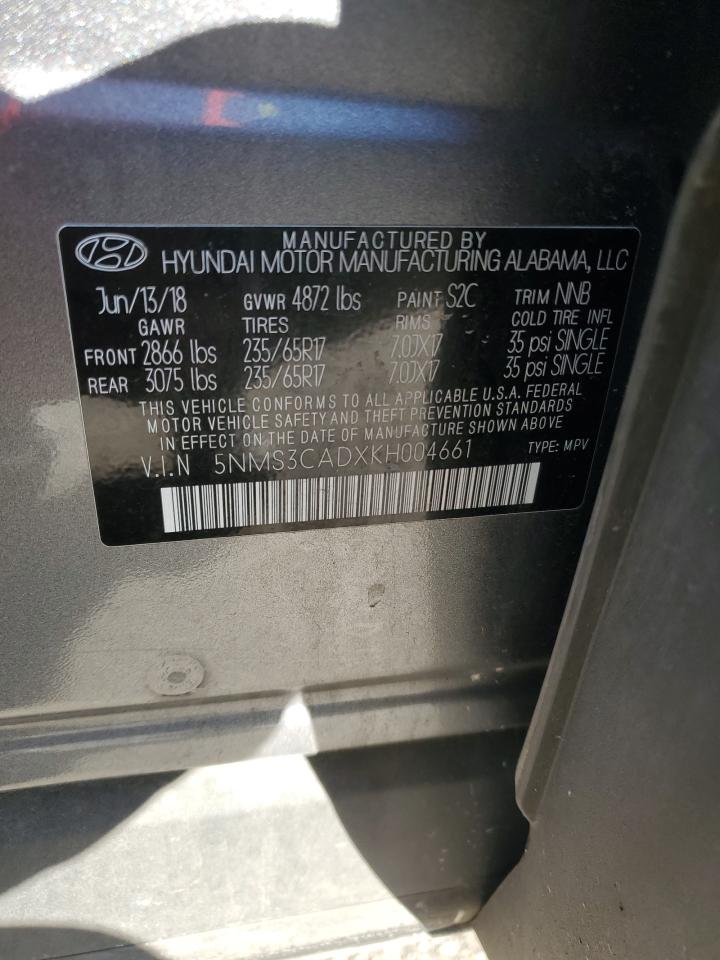 MANUFACTURED BY
HYUNDAI MOTOR MANUFACTURING ALABAMA, LLC
Jun/13/18 GVWR 4872 lbs PAINT S2C TRIM NNB
GAWR TIRES RIMS COLD TIRE INFL
FRONT 2866 lbs 235/65R17 7.0JX17 35 psi SINGLE
REAR 3075 lbs 235/65R17 7.0JX17 35 psi SINGLE
THIS VEHICLE CONFORMS TO ALL APPLICABLE U.S.A. FEDERAL
MOTOR VEHICLE SAFETY AND THEFT PREVENTION STANDARDS
IN EFFECT ON THE DATE OF MANUFACTURE SHOWN ABOVE
V.I.N 5NMS3CADXKH004661 TYPE: MPV